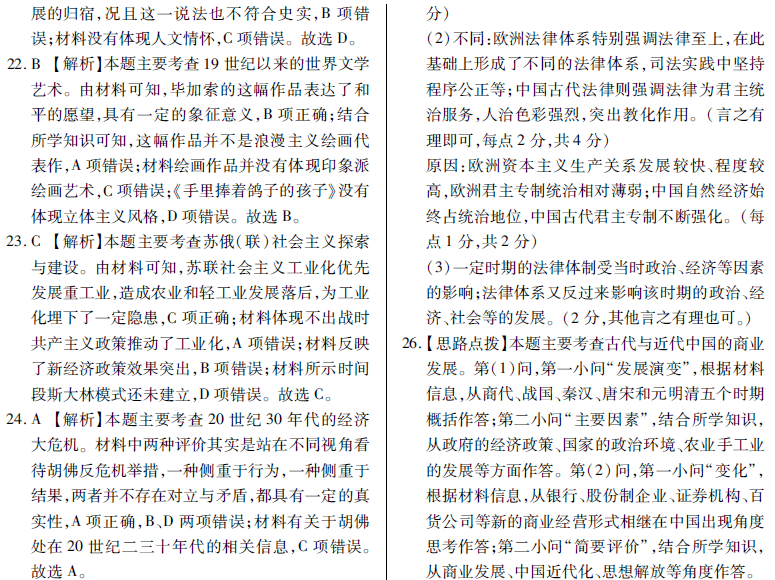 展的归宿,况且这一说法也不符合史实,B 项错
误;材料没有体现人文情怀,C 项错误。故选 D。
22. B 【解析】本题主要考查 19 世纪以来的世界文学
艺术。由材料可知,毕加索的这幅作品表达了和
平的愿望,具有一定的象征意义,B 项正确;结合
所学知识可知,这幅作品并不是浪漫主义绘画代
表作,A 项错误;材料绘画作品并没有体现印象派
绘画艺术,C 项错误;《手里捧着鸽子的孩子》没有
体现立体主义风格,D 项错误。故选 B。
23. C 【解析】本题主要考查苏俄(联)社会主义探索
与建设。由材料可知,苏联社会主义工业化优先
发展重工业,造成农业和轻工业发展落后,为工业
化埋下了一定隐患,C 项正确;材料体现不出战时
共产主义政策推动了工业化,A 项错误;材料反映
了新经济政策效果突出,B 项错误;材料所示时间
段斯大林模式还未建立,D 项错误。故选 C。
24. A 【解析】本题主要考查 20 世纪 30 年代的经济
大危机。材料中两种评价其实是站在不同视角看
待胡佛反危机举措,一种侧重于行为,一种侧重于
结果,两者并不存在对立与矛盾,都具有一定的真
实性,A 项正确,B、D 两项错误;材料有关于胡佛
处在 20 世纪二三十年代的相关信息,C 项错误。
故选 A。
分)
(2)不同:欧洲法律体系特别强调法律至上,在此
基础上形成了不同的法律体系,司法实践中坚持
程序公正等;中国古代法律则强调法律为君主统
治服务,人治色彩强烈,突出教化作用。(言之有
理即可,每点 2 分,共 4 分)
原因:欧洲资本主义生产关系发展较快、程度较
高,欧洲君主专制统治相对薄弱;中国自然经济始
终占统治地位,中国古代君主专制不断强化。(每
点 1 分,共 2 分)
(3)一定时期的法律体制受当时政治、经济等因素
的影响;法律体系又反过来影响该时期的政治、经
济、社会等的发展。(2 分,其他言之有理也可。)
26.【思路点拨】本题主要考查古代与近代中国的商业
发展。第(1)问,第一小问“发展演变”,根据材料
信息,从商代、战国、秦汉、唐宋和元明清五个时期
概括作答;第二小问“主要因素”,结合所学知识,
从政府的经济政策、国家的政治环境、农业手工业
的发展等方面作答。第(2)问,第一小问“变化”,
根据材料信息,从银行、股份制企业、证券机构、百
货公司等新的商业经营形式相继在中国出现角度
思考作答;第二小问“简要评价”,结合所学知识,
从商业发展、中国近代化、思想解放等角度作答。